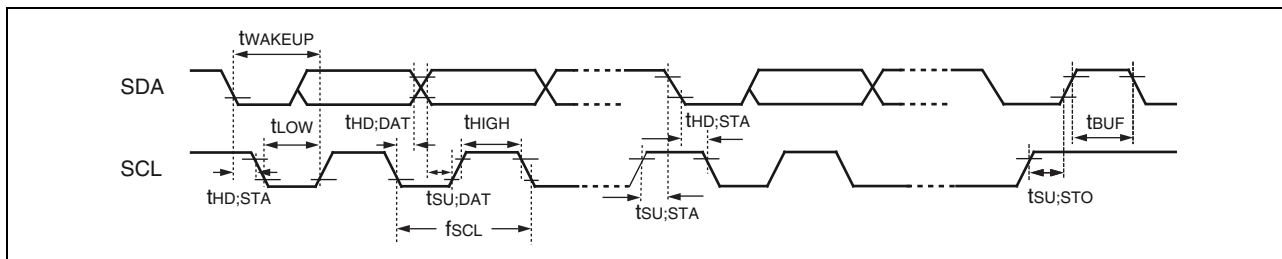 tWAKEUP
SDA
tLOW
tHD;DAT
tHIGH
tHD;STA
tBUF
SCL
tHD;STA
tSU;DAT
tSU;STA
tSU;STO
fSCL